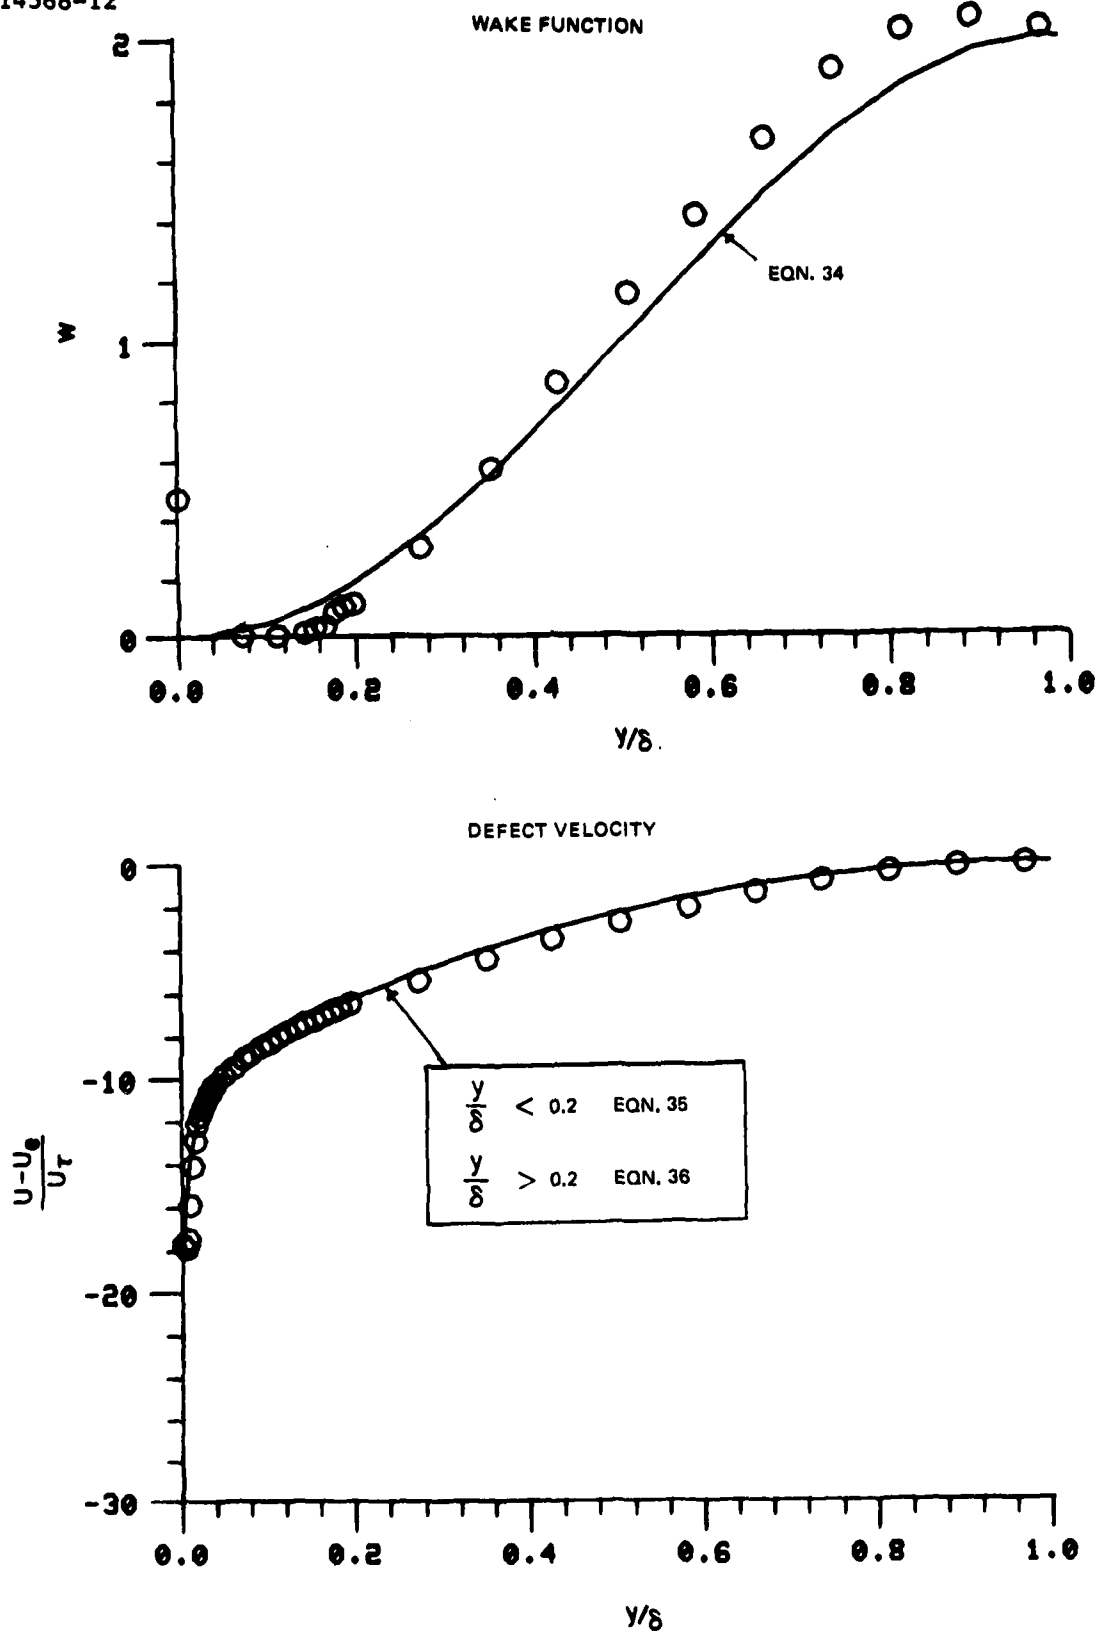 WAKE FUNCTION
2
1
0
W
EQN. 34
0.0 0.2 0.4 0.6 0.8 1.0
y/δ
DEFECT VELOCITY
0
-10
-20
-30
U-Ue
Uτ
y/δ < 0.2 EQN. 35
y/δ > 0.2 EQN. 36
0.0 0.2 0.4 0.6 0.8 1.0
y/δ